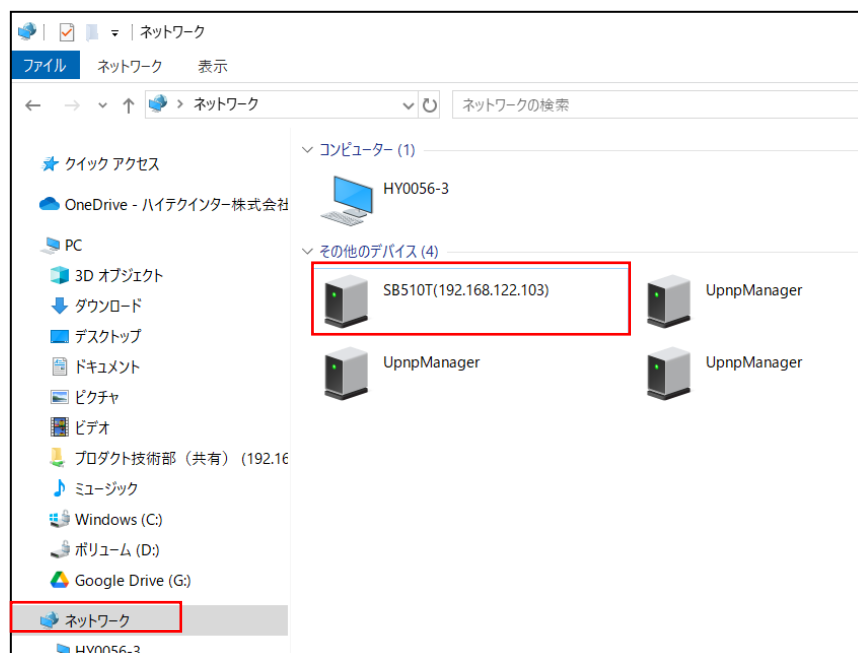 ネットワーク
ファイル ネットワーク 表示
ネットワーク ネットワークの検索
クイック アクセス
OneDrive - ハイテクインター株式会社
PC
3D オブジェクト
ダウンロード
デスクトップ
ドキュメント
ピクチャ
ビデオ
プロダクト技術部（共有） (192.16
ミュージック
Windows (C:)
ボリューム (D:)
Google Drive (G:)
ネットワーク
HY0056-3
コンピューター (1)
HY0056-3
その他のデバイス (4)
SB510T(192.168.122.103) UpnpManager
UpnpManager UpnpManager